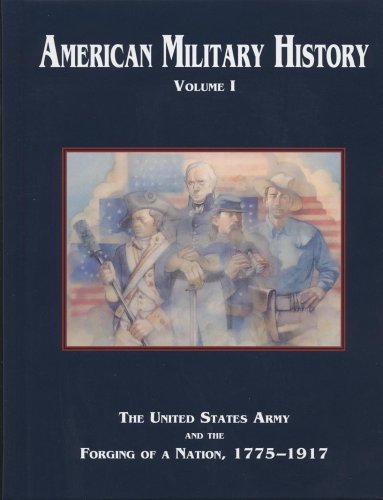 AMERICAN MILITARY HISTORY
VOLUME I
THE UNITED STATES ARMY
AND THE
FORGING OF A NATION, 1775–1917